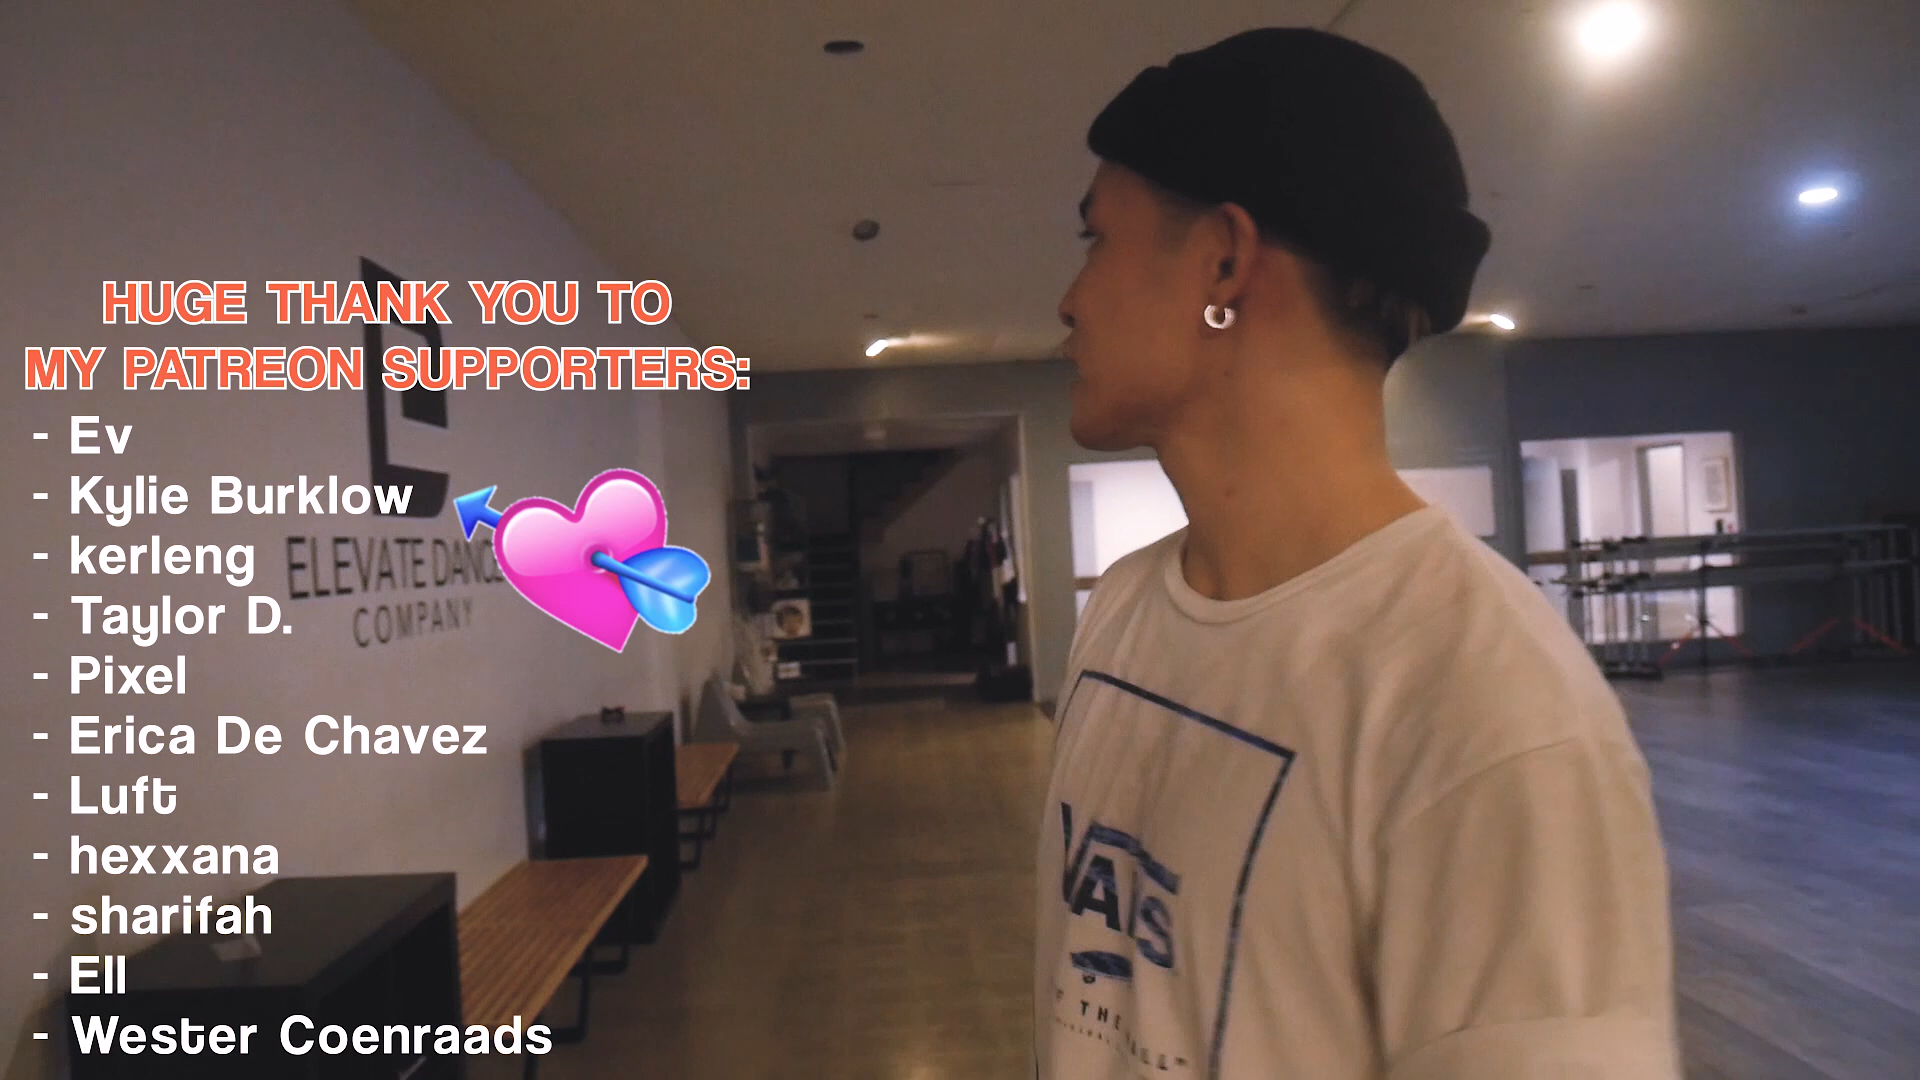 HUGE THANK YOU TO
MY PATREON SUPPORTERS:
- Ev
- Kylie Burklow
- kerleng
- Taylor D.
- Pixel
- Erica De Chavez
- Luft
- hexxana
- sharifah
- Ell
- Wester Coenraads
ELEVATE DANCE
COMPANY
VANS
THE